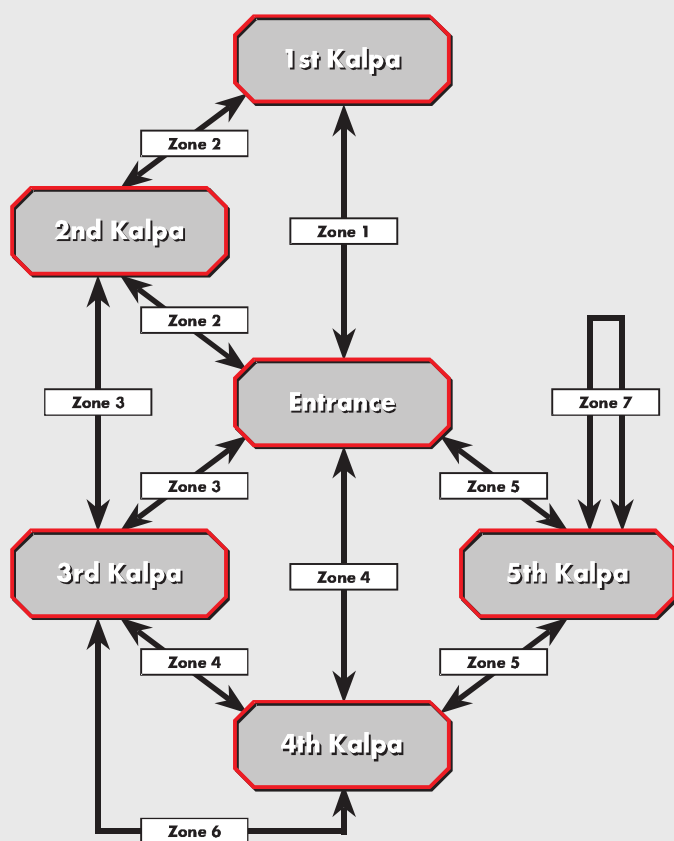 1st Kalpa
Zone 2
2nd Kalpa
Zone 1
Zone 2
Entrance
Zone 3
Zone 7
Zone 3
Zone 5
3rd Kalpa
Zone 4
5th Kalpa
Zone 4
Zone 5
4th Kalpa
Zone 6